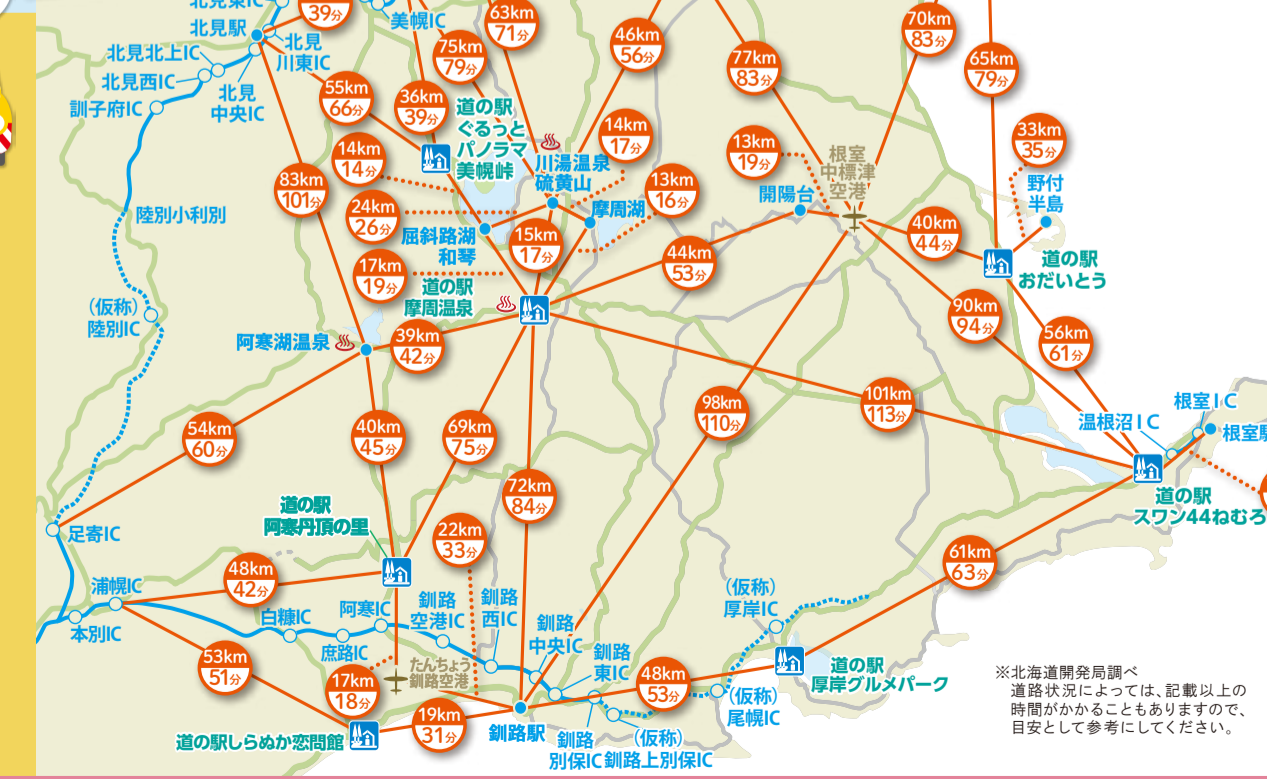 北見東IC
39分
北見駅
北見
川東IC
美幌IC
63km
71分
46km
56分
70km
83分
北見北上IC
北見西IC
訓子府IC
北見
中央IC
75km
79分
77km
83分
65km
79分
55km
66分
36km
39分
道の駅
ぐるっと
パノラマ
美幌峠
14km
17分
13km
19分
33km
35分
14km
14分
川湯温泉
硫黄山
根室
中標津
空港
83km
101分
13km
16分
開陽台
野付
半島
陸別小利別
24km
26分
摩周湖
屈斜路湖
和琴
15km
17分
40km
44分
17km
19分
44km
53分
道の駅
おだいとう
道の駅
摩周温泉
(仮称)
陸別IC
90km
94分
阿寒湖温泉
39km
42分
56km
61分
101km
113分
98km
110分
根室IC
温根沼IC
54km
60分
40km
45分
69km
75分
道の駅
スワン44ねむろ
72km
84分
道の駅
阿寒丹頂の里
足寄IC
22km
33分
48km
42分
61km
63分
浦幌IC
本別IC
白糠IC
庶路IC
阿寒IC
釧路
空港IC
釧路
西IC
釧路
中央IC
釧路
東IC
(仮称)
厚岸IC
53km
51分
17km
18分
たんちょう
釧路空港
48km
53分
道の駅
厚岸グルメパーク
(仮称)
尾幌IC
19km
31分
道の駅しらぬか恋問館
釧路駅
釧路
別保IC
(仮称)
釧路上別保IC
※北海道開発局調べ
道路状況によっては、記載以上の
時間がかかることもありますので、
目安として参考にしてください。